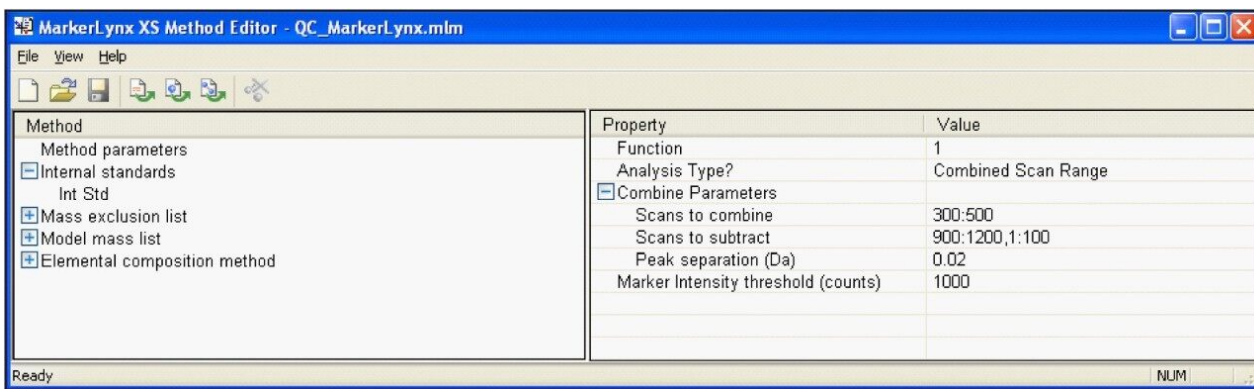 MarkerLynx XS Method Editor - QC_MarkerLynx.mlm
File View Help
Method
Method parameters
Internal standards
Int Std
Mass exclusion list
Model mass list
Elemental composition method
Property Value
Function 1
Analysis Type? Combined Scan Range
Combine Parameters
Scans to combine 300:500
Scans to subtract 900:1200,1:100
Peak separation (Da) 0.02
Marker Intensity threshold (counts) 1000
Ready NUM